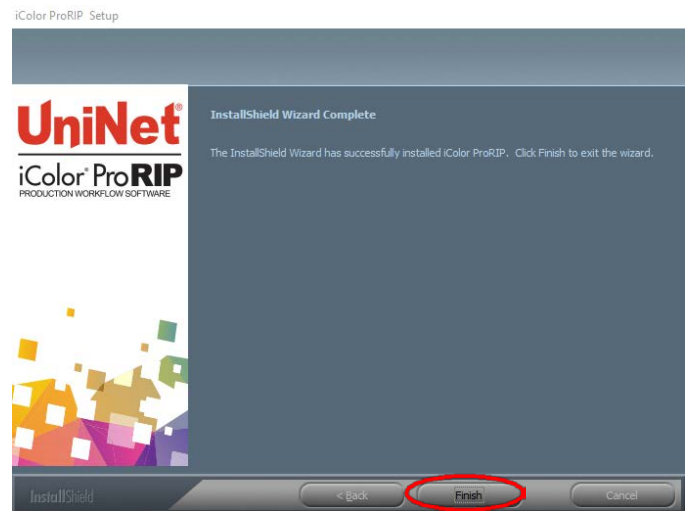 iColor ProRIP Setup
UniNet®
iColor® ProRIP
PRODUCTION WORKFLOW SOFTWARE
InstallShield Wizard Complete
The InstallShield Wizard has successfully installed iColor ProRIP. Click Finish to exit the wizard.
InstallShield
< Back
Finish
Cancel